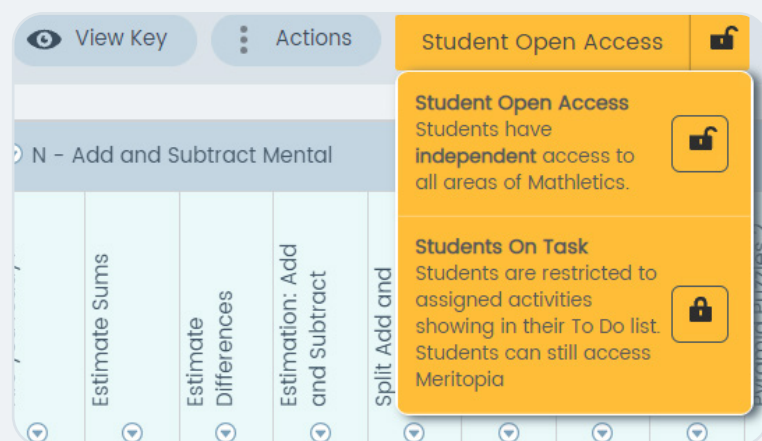 View Key
Actions
Student Open Access
N - Add and Subtract Mental
Student Open Access
Students have
independent access to
all areas of Mathletics.
Students On Task
Students are restricted to
assigned activities
showing in their To Do list.
Students can still access
Meritopia
Estimate Sums
Estimate
Differences
Estimation: Add
and Subtract
Split Add and